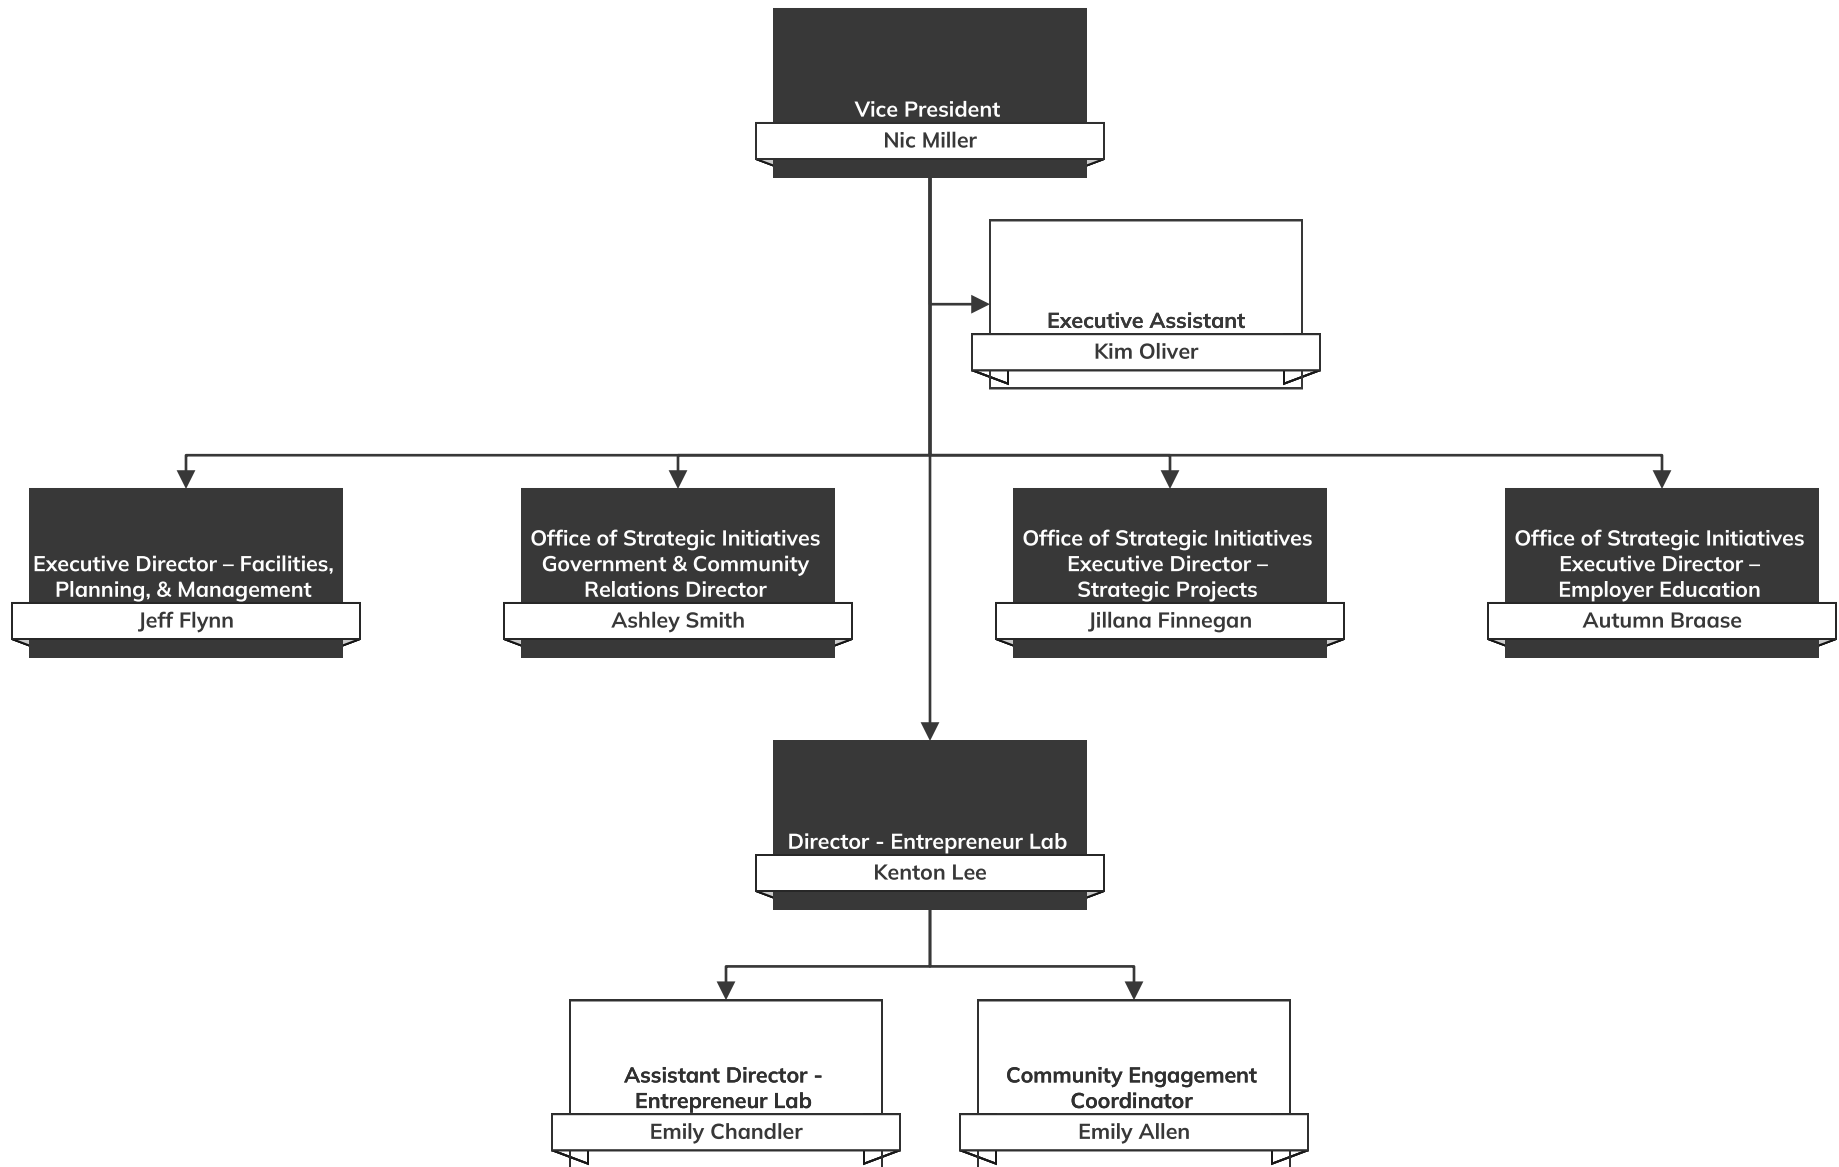 Vice President
Nic Miller
Executive Assistant
Kim Oliver
Executive Director – Facilities,
Planning, & Management
Jeff Flynn
Office of Strategic Initiatives
Government & Community
Relations Director
Ashley Smith
Office of Strategic Initiatives
Executive Director –
Strategic Projects
Jillana Finnegan
Office of Strategic Initiatives
Executive Director –
Employer Education
Autumn Braase
Director - Entrepreneur Lab
Kenton Lee
Assistant Director -
Entrepreneur Lab
Emily Chandler
Community Engagement
Coordinator
Emily Allen